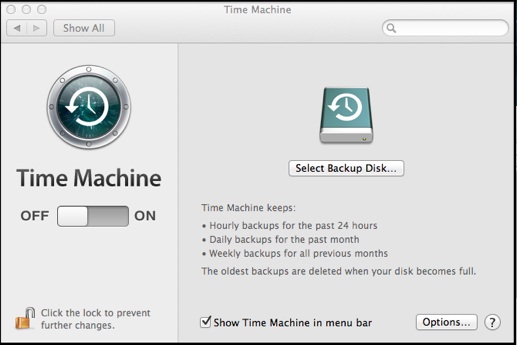 Time Machine
Show All
Time Machine
OFF ON
Click the lock to prevent
further changes.
Select Backup Disk...
Time Machine keeps:
• Hourly backups for the past 24 hours
• Daily backups for the past month
• Weekly backups for all previous months
The oldest backups are deleted when your disk becomes full.
Show Time Machine in menu bar
Options...
?